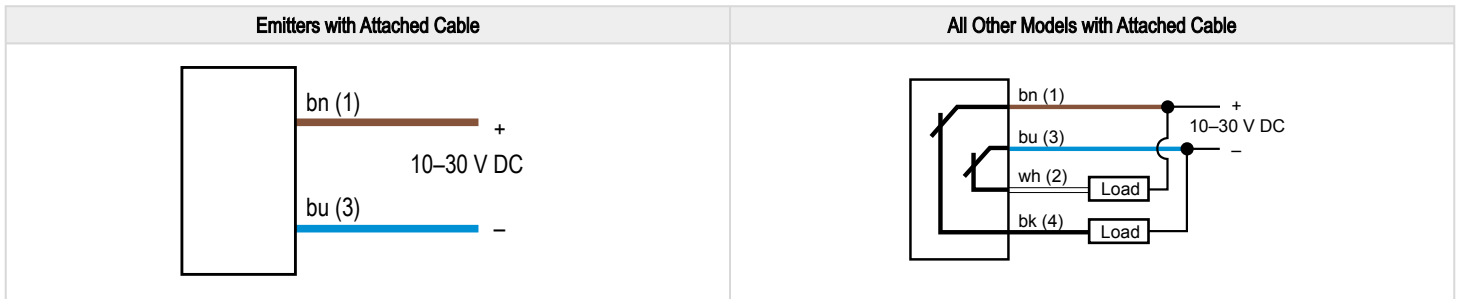 Emitters with Attached Cable
bn (1)
+
10–30 V DC
bu (3)
–
All Other Models with Attached Cable
bn (1)
+
10–30 V DC
bu (3)
–
wh (2)
Load
bk (4)
Load